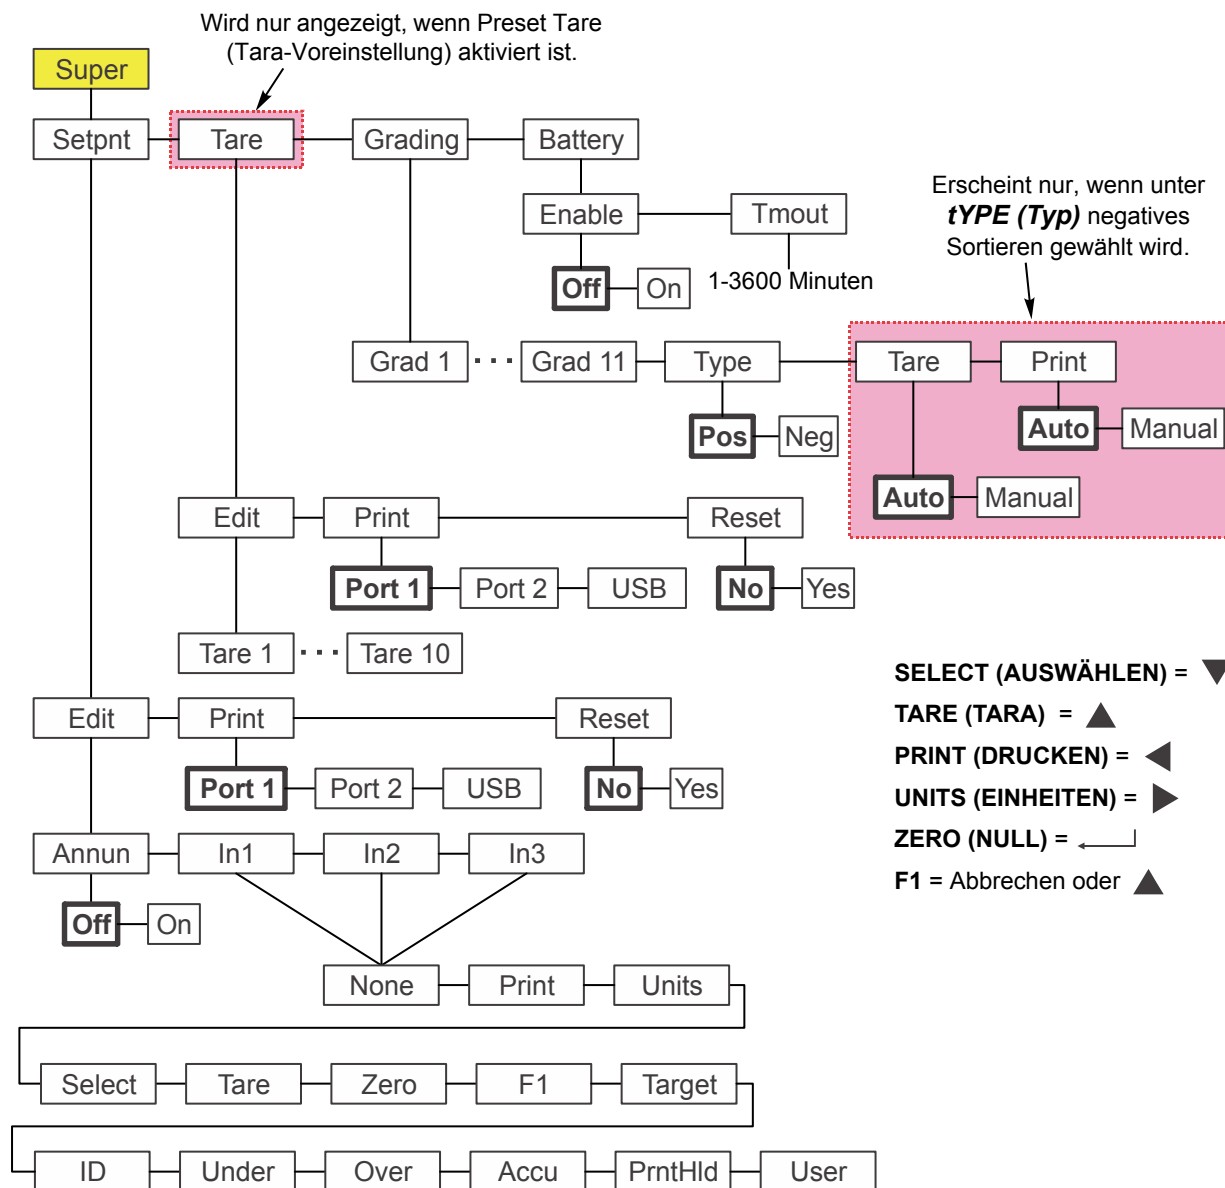 Wird nur angezeigt, wenn Preset Tare
(Tara-Voreinstellung) aktiviert ist.
Super
Setpnt Tare Grading Battery
Erscheint nur, wenn unter
tYPE (Typ) negatives
Sortieren gewählt wird.
Enable Tmout
Off On 1-3600 Minuten
Grad 1 ··· Grad 11 Type Tare Print
Pos Neg Auto Manual
Auto Manual
Edit Print Reset
Port 1 Port 2 USB No Yes
Tare 1 ··· Tare 10
SELECT (AUSWÄHLEN) = ▼
TARE (TARA) = ▲
PRINT (DRUCKEN) = ◀
UNITS (EINHEITEN) = ▶
ZERO (NULL) = ↵
F1 = Abbrechen oder ▲
Edit Print Reset
Port 1 Port 2 USB No Yes
Annun In1 In2 In3
Off On
None Print Units
Select Tare Zero F1 Target
ID Under Over Accu PrntHld User